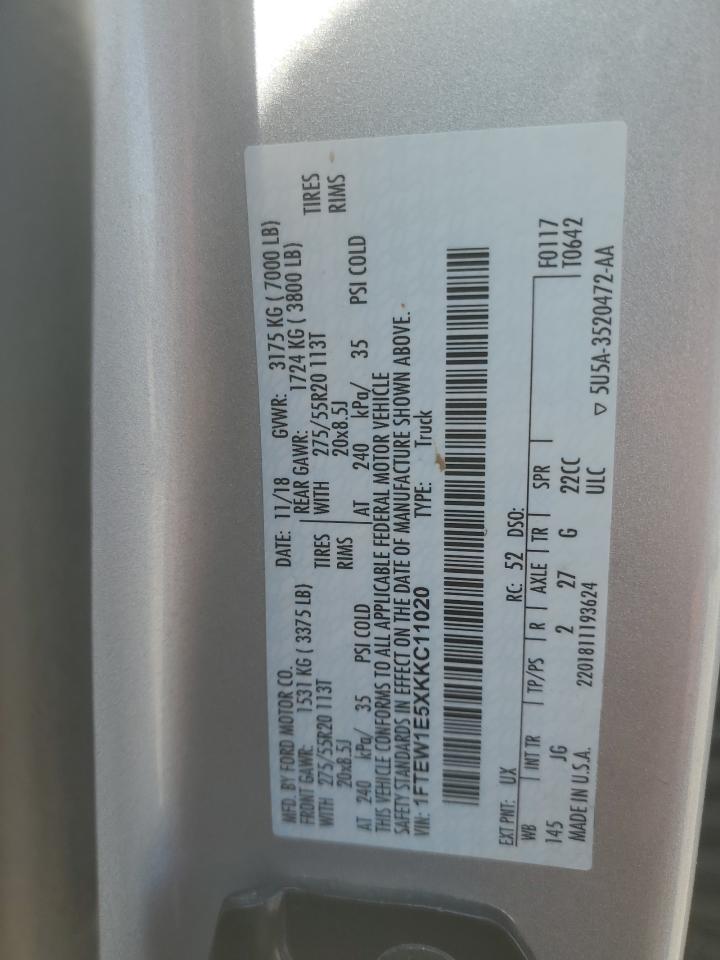 MFD. BY FORD MOTOR CO. DATE: 11/18 GVWR: 3175 KG ( 7000 LB)
FRONT GAWR: 1531 KG ( 3375 LB) REAR GAWR: 1724 KG ( 3800 LB)
WITH 275/55R20 113T TIRES WITH 275/55R20 113T TIRES
20x8.5J RIMS 20x8.5J RIMS
AT 240 kPa/ 35 PSI COLD AT 240 kPa/ 35 PSI COLD
THIS VEHICLE CONFORMS TO ALL APPLICABLE FEDERAL MOTOR VEHICLE
SAFETY STANDARDS IN EFFECT ON THE DATE OF MANUFACTURE SHOWN ABOVE.
VIN: 1FTEW1E5XKKC11020 TYPE: Truck
EXT PNT: UX RC: 52 DSO:
WB INT TR TP/PS R AXLE TR SPR F0117
145 JG 2 27 G 22CC T0642
MADE IN U.S.A. 2201811193624 ULC
▽ 5U5A-3520472-AA